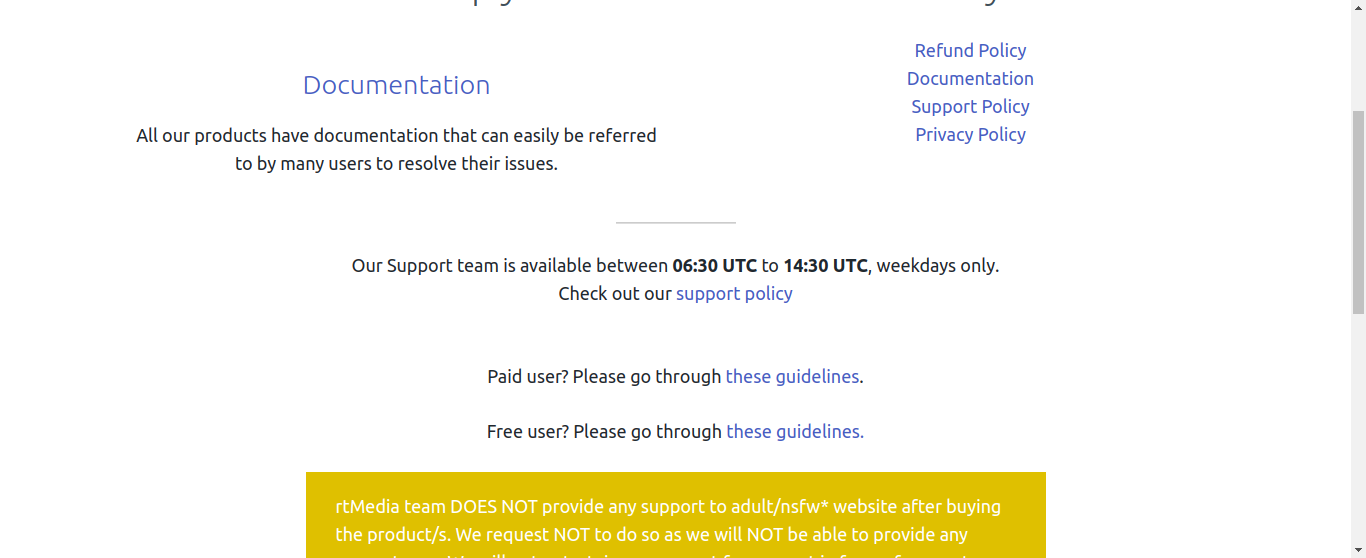 Documentation
All our products have documentation that can easily be referred
to by many users to resolve their issues.
Refund Policy
Documentation
Support Policy
Privacy Policy
Our Support team is available between 06:30 UTC to 14:30 UTC, weekdays only.
Check out our support policy
Paid user? Please go through these guidelines.
Free user? Please go through these guidelines.
rtMedia team DOES NOT provide any support to adult/nsfw* website after buying
the product/s. We request NOT to do so as we will NOT be able to provide any